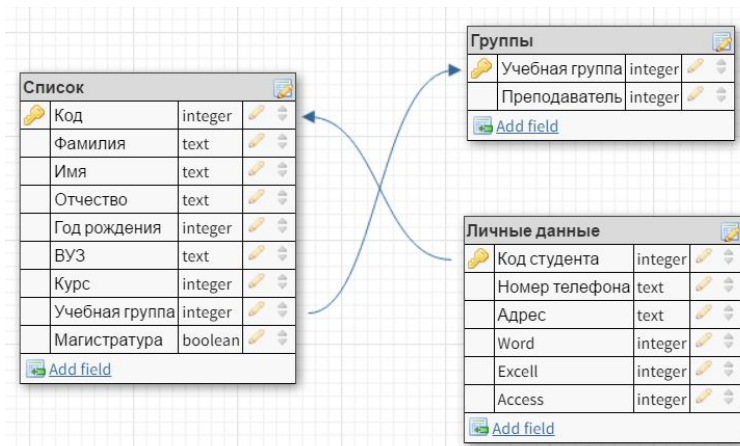 Группы
Учебная группа integer
Преподаватель integer
Add field
Список
Код integer
Фамилия text
Имя text
Отчество text
Год рождения integer
ВУЗ text
Курс integer
Учебная группа integer
Магистратура boolean
Add field
Личные данные
Код студента integer
Номер телефона text
Адрес text
Word integer
Excell integer
Access integer
Add field